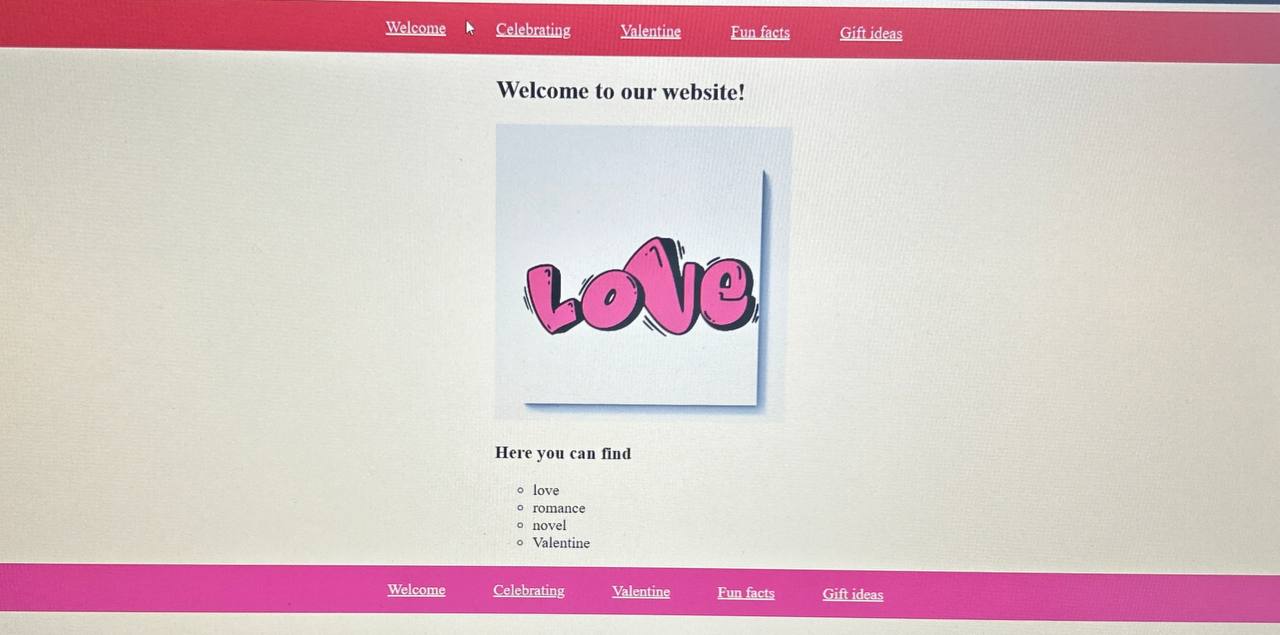 Welcome Celebrating Valentine Fun facts Gift ideas
Welcome to our website!
LOVe
Here you can find
love
romance
novel
Valentine
Welcome Celebrating Valentine Fun facts Gift ideas